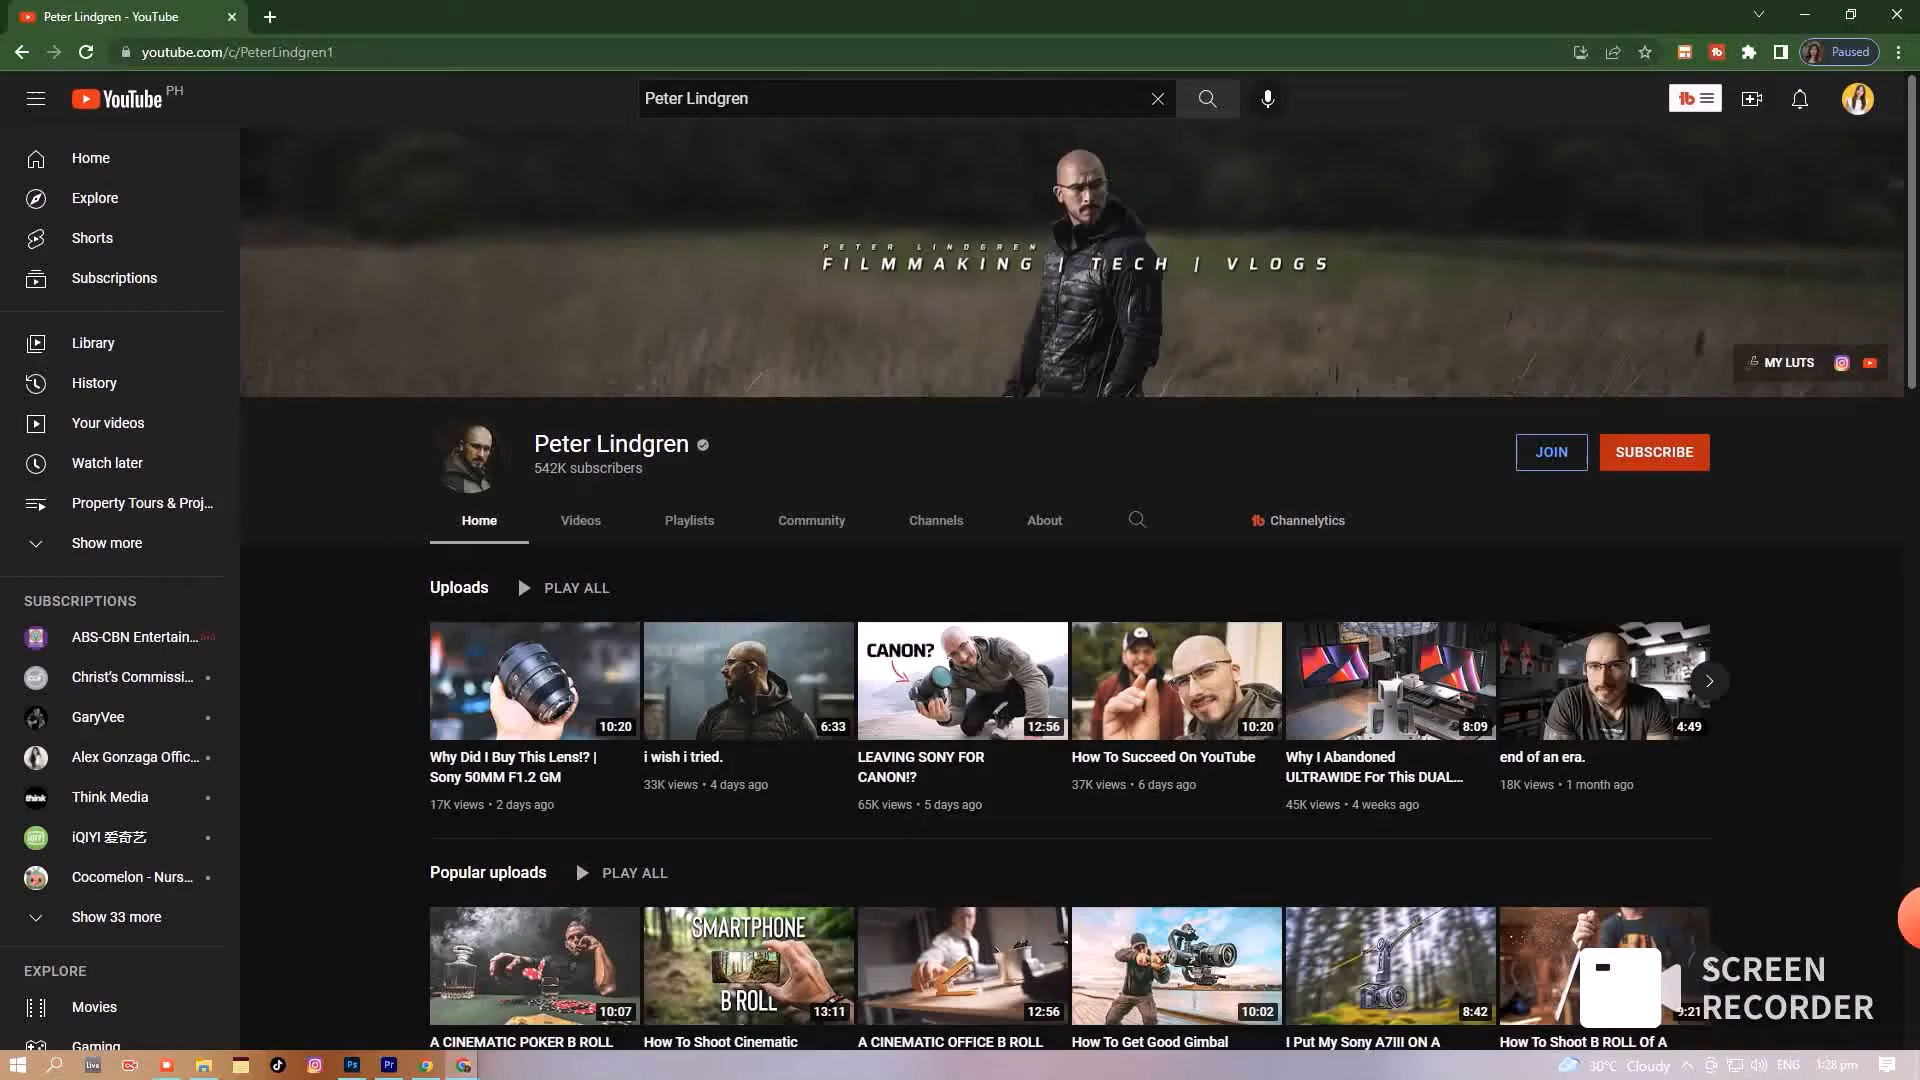 Peter Lindgren - YouTube
youtube.com/c/PeterLindgren1
Paused
YouTube PH
Peter Lindgren
Home
Explore
Shorts
Subscriptions
Library
History
Your videos
Watch later
Property Tours & Proj...
Show more
SUBSCRIPTIONS
ABS-CBN Entertain...
Christ's Commissi...
GaryVee
Alex Gonzaga Offic...
Think Media
iQIYI 爱奇艺
Cocomelon - Nurs...
Show 33 more
EXPLORE
Movies
Gaming
PETER LINDGREN
FILMMAKING | TECH | VLOGS
MY LUTS
Peter Lindgren
542K subscribers
JOIN
SUBSCRIBE
Home
Videos
Playlists
Community
Channels
About
tb Channelytics
Uploads
PLAY ALL
10:20
6:33
CANON?
12:56
10:20
8:09
4:49
Why Did I Buy This Lens!? |
Sony 50MM F1.2 GM
17K views • 2 days ago
i wish i tried.
33K views • 4 days ago
LEAVING SONY FOR
CANON!?
65K views • 5 days ago
How To Succeed On YouTube
37K views • 6 days ago
Why I Abandoned
ULTRAWIDE For This DUAL...
45K views • 4 weeks ago
end of an era.
18K views • 1 month ago
Popular uploads
PLAY ALL
10:07
SMARTPHONE
B ROLL
13:11
12:56
10:02
8:42
9:21
A CINEMATIC POKER B ROLL
How To Shoot Cinematic
A CINEMATIC OFFICE B ROLL
How To Get Good Gimbal
I Put My Sony A7III ON A
How To Shoot B ROLL Of A
SCREEN
RECORDER
Live
Ps
Pr
30°C Cloudy
ENG
1:28 pm